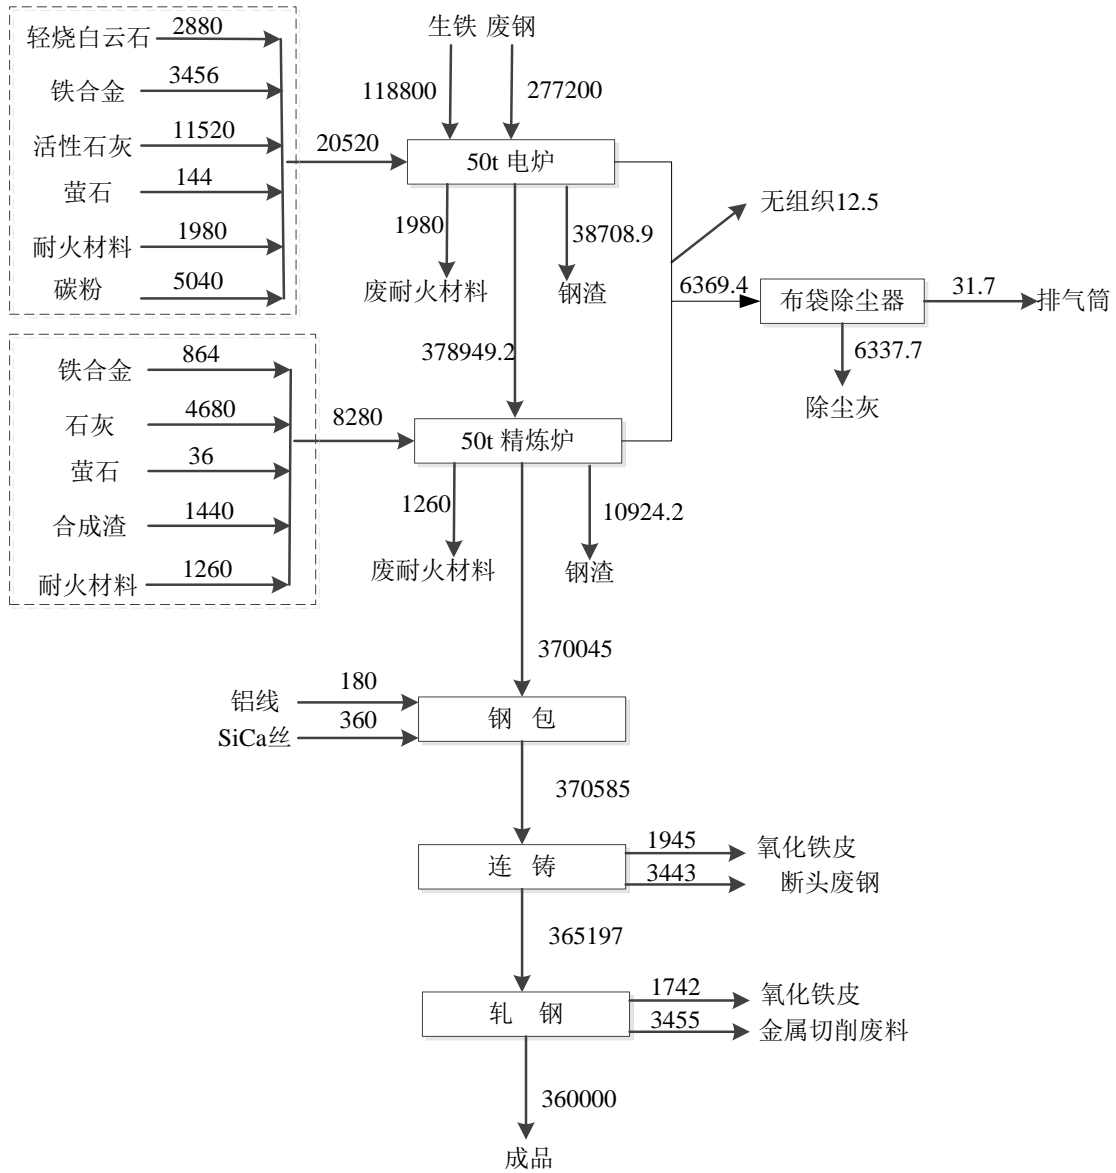 生铁 废钢
118800
277200
轻烧白云石
2880
铁合金
3456
活性石灰
11520
萤石
144
耐火材料
1980
碳粉
5040
20520
50t 电炉
1980
废耐火材料
38708.9
钢渣
无组织12.5
6369.4
布袋除尘器
31.7
排气筒
6337.7
除尘灰
378949.2
铁合金
864
石灰
4680
萤石
36
合成渣
1440
耐火材料
1260
8280
50t 精炼炉
1260
废耐火材料
10924.2
钢渣
370045
铝线
180
SiCa丝
360
钢 包
370585
连 铸
1945
氧化铁皮
3443
断头废钢
365197
轧 钢
1742
氧化铁皮
3455
金属切削废料
360000
成品